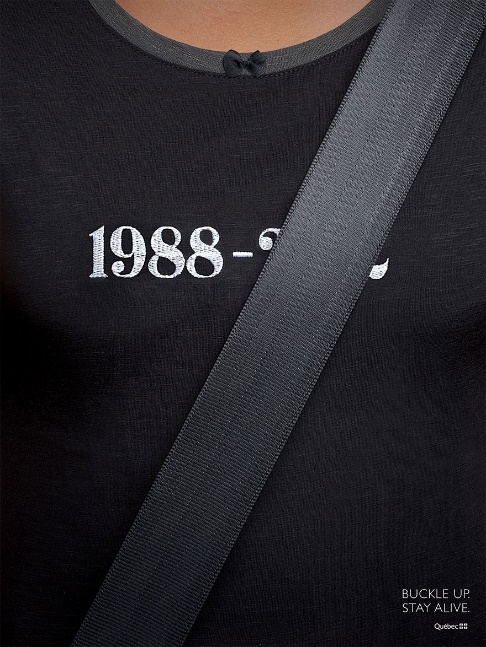 1988 -
BUCKLE UP.
STAY ALIVE.
Québec